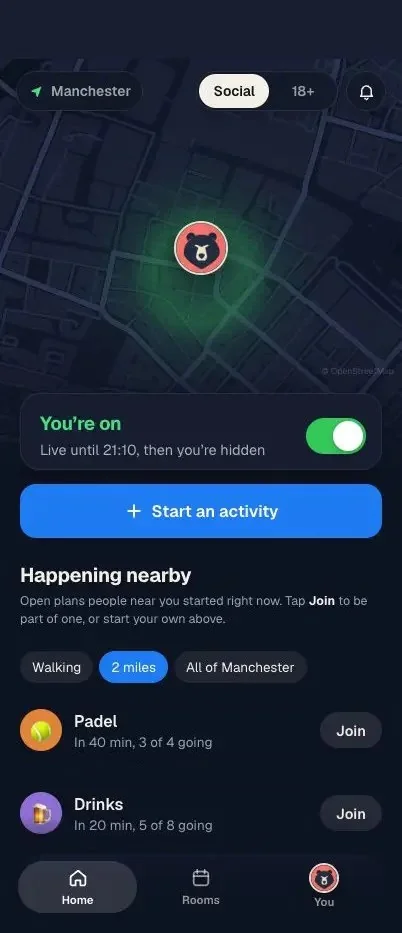 Manchester
Social
18+
© OpenStreetMap
You're on
Live until 21:10, then you're hidden
+ Start an activity
Happening nearby
Open plans people near you started right now. Tap Join to be
part of one, or start your own above.
Walking
2 miles
All of Manchester
Padel
In 40 min, 3 of 4 going
Join
Drinks
In 20 min, 5 of 8 going
Join
Home
Rooms
You